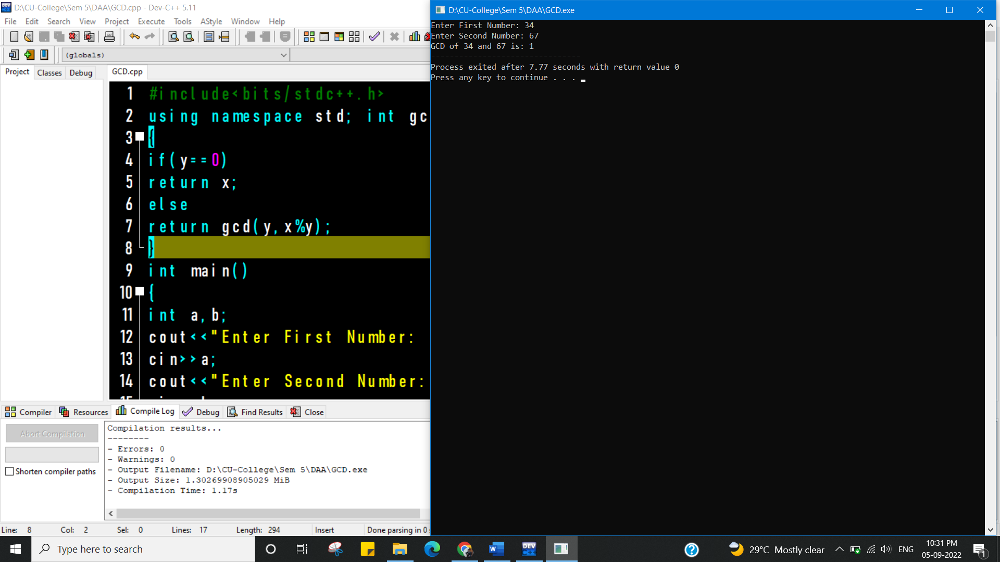 D:\CU-College\Sem 5\DAA\GCD.cpp - Dev-C++ 5.11
File Edit Search View Project Execute Tools AStyle Window Help
(globals)
Project Classes Debug
GCD.cpp
1 #include<bits/stdc++.h>
2 using namespace std; int gc
3 {
4 if(y==0)
5 return x;
6 else
7 return gcd(y,x%y);
8 }
9 int main()
10 {
11 int a,b;
12 cout<<"Enter First Number:
13 cin>>a;
14 cout<<"Enter Second Number:
Compiler Resources Compile Log Debug Find Results Close
Abort Compilation
Shorten compiler paths
Compilation results...
--------
- Errors: 0
- Warnings: 0
- Output Filename: D:\CU-College\Sem 5\DAA\GCD.exe
- Output Size: 1.30269908905029 MiB
- Compilation Time: 1.17s
Line: 8 Col: 2 Sel: 0 Lines: 17 Length: 294 Insert Done parsing in 0
D:\CU-College\Sem 5\DAA\GCD.exe
Enter First Number: 34
Enter Second Number: 67
GCD of 34 and 67 is: 1
--------------------------------
Process exited after 7.77 seconds with return value 0
Press any key to continue . . .
Type here to search
DEV C++
29°C Mostly clear
ENG
10:31 PM
05-09-2022
1